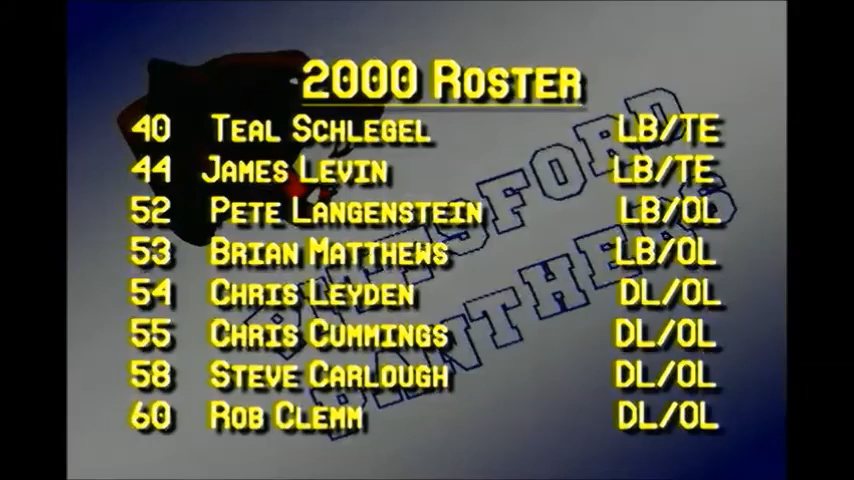 2000 ROSTER
40 TEAL SCHLEGEL LB/TE
44 JAMES LEVIN LB/TE
52 PETE LANGENSTEIN LB/OL
53 BRIAN MATTHEWS LB/OL
54 CHRIS LEYDEN DL/OL
55 CHRIS CUMMINGS DL/OL
58 STEVE CARLOUGH DL/OL
60 ROB CLEMM DL/OL
PITTSFORD
PANTHERS